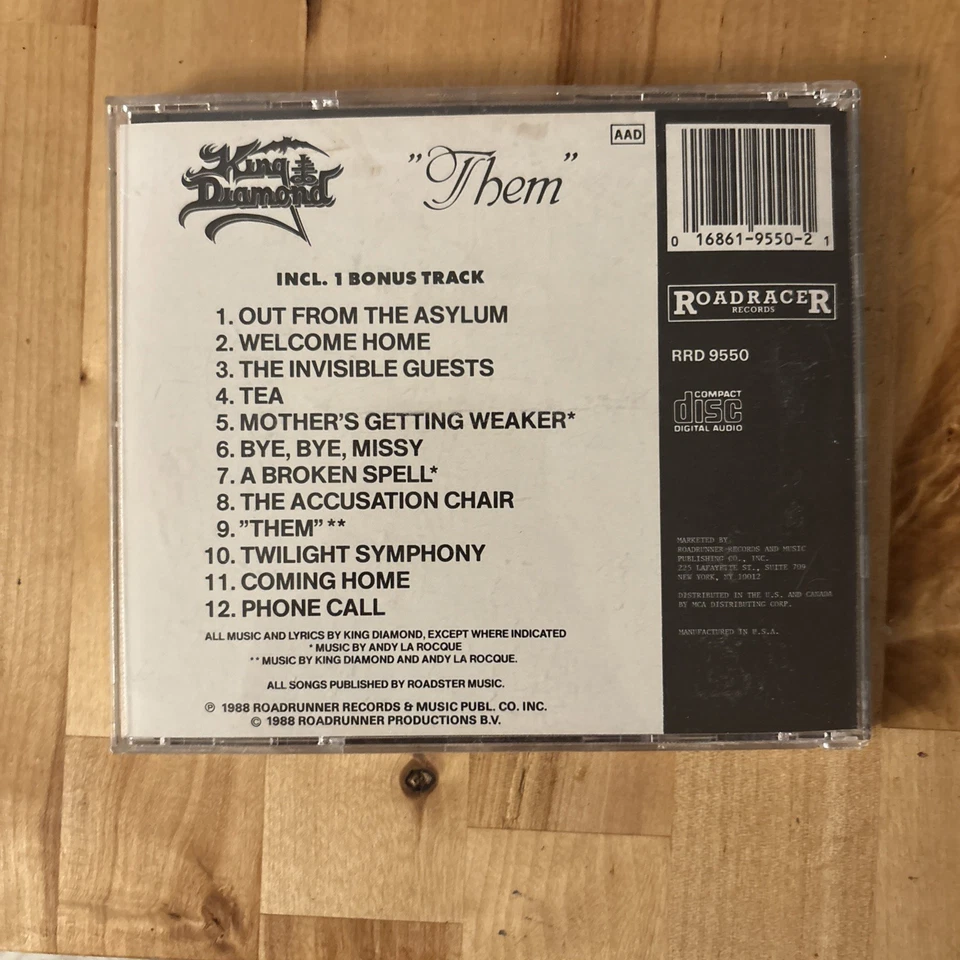 King
Diamond
"Them"
AAD
INCL. 1 BONUS TRACK
1. OUT FROM THE ASYLUM
2. WELCOME HOME
3. THE INVISIBLE GUESTS
4. TEA
5. MOTHER'S GETTING WEAKER*
6. BYE, BYE, MISSY
7. A BROKEN SPELL*
8. THE ACCUSATION CHAIR
9. "THEM"**
10. TWILIGHT SYMPHONY
11. COMING HOME
12. PHONE CALL
ALL MUSIC AND LYRICS BY KING DIAMOND, EXCEPT WHERE INDICATED
* MUSIC BY ANDY LA ROCQUE
** MUSIC BY KING DIAMOND AND ANDY LA ROCQUE.
ALL SONGS PUBLISHED BY ROADSTER MUSIC.
℗ 1988 ROADRUNNER RECORDS & MUSIC PUBL. CO. INC.
© 1988 ROADRUNNER PRODUCTIONS B.V.
0 16861-9550-2 1
ROADRACER
RECORDS
RRD 9550
COMPACT
disc
DIGITAL AUDIO
MARKETED BY
ROADRUNNER RECORDS AND MUSIC
PUBLISHING CO., INC.
225 LAFAYETTE ST., SUITE 709
NEW YORK, NY 10012
DISTRIBUTED IN THE U.S. AND CANADA
BY MCA DISTRIBUTING CORP.
MANUFACTURED IN U.S.A.